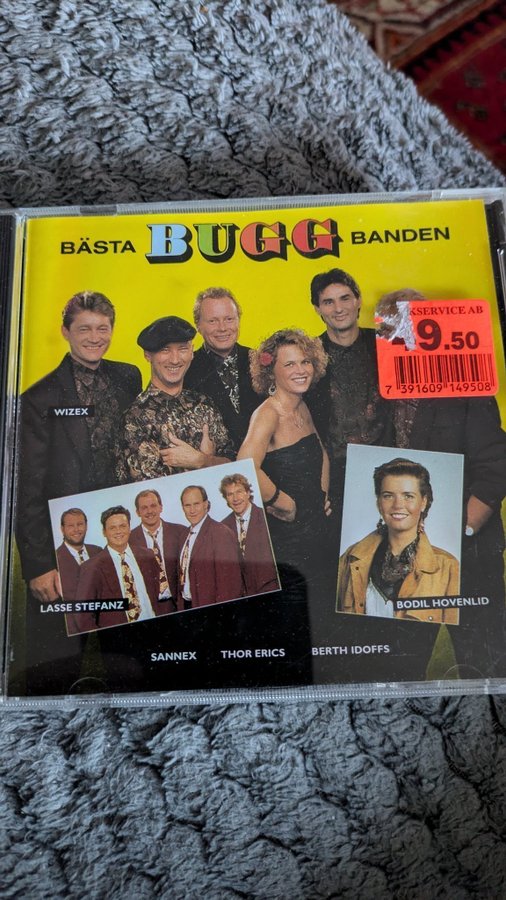 BÄSTA BUGG BANDEN
KSERVICE AB
9.50
7 391609 149508
WIZEX
LASSE STEFANZ
BODIL HOVENLID
SANNEX THOR ERICS BERTH IDOFFS